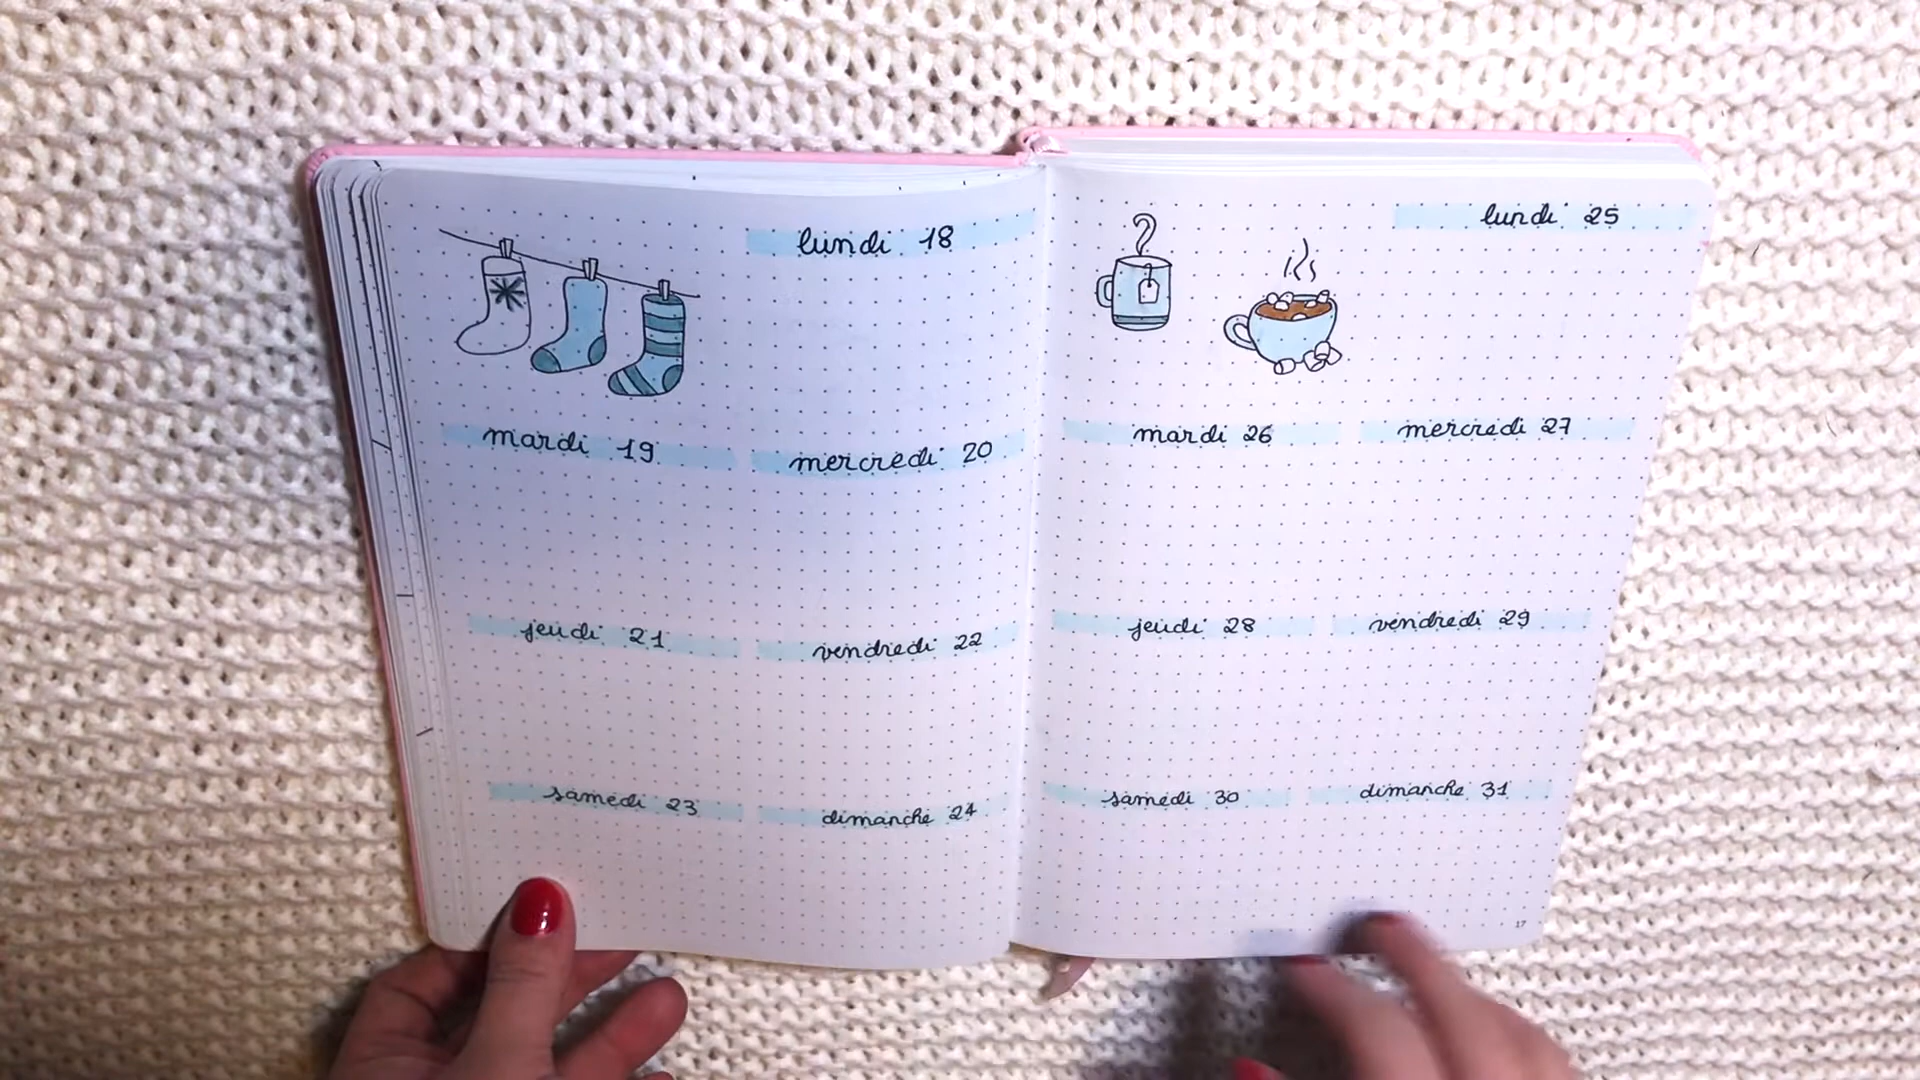 lundi 18
mardi 19
mercredi 20
jeudi 21
vendredi 22
samedi 23
dimanche 24
lundi 25
mardi 26
mercredi 27
jeudi 28
vendredi 29
samedi 30
dimanche 31
17